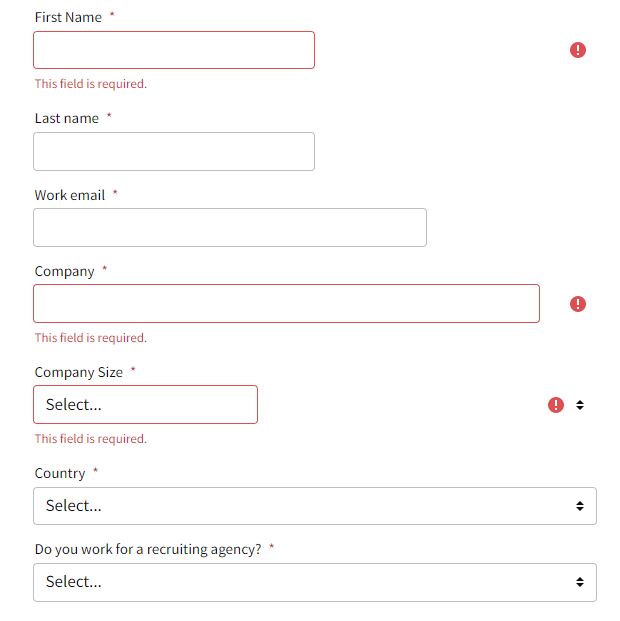 First Name *
This field is required.
Last name *
Work email *
Company *
This field is required.
Company Size *
Select...
This field is required.
Country *
Select...
Do you work for a recruiting agency? *
Select...